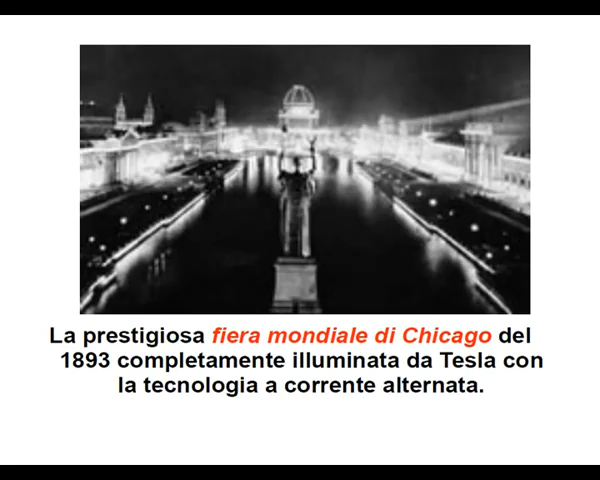 La prestigiosa fiera mondiale di Chicago del
1893 completamente illuminata da Tesla con
la tecnologia a corrente alternata.